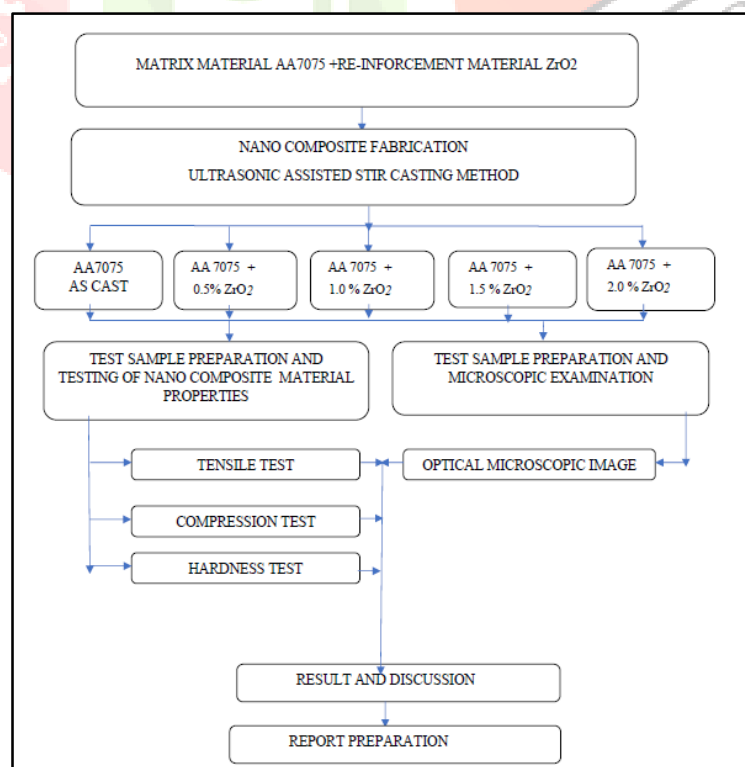 MATRIX MATERIAL AA7075 +RE-INFORCEMENT MATERIAL ZrO2
NANO COMPOSITE FABRICATION
ULTRASONIC ASSISTED STIR CASTING METHOD
AA7075
AS CAST
AA 7075 +
0.5% ZrO2
AA 7075 +
1.0 % ZrO2
AA 7075 +
1.5 % ZrO2
AA 7075 +
2.0 % ZrO2
TEST SAMPLE PREPARATION AND
TESTING OF NANO COMPOSITE MATERIAL
PROPERTIES
TEST SAMPLE PREPARATION AND
MICROSCOPIC EXAMINATION
TENSILE TEST
OPTICAL MICROSCOPIC IMAGE
COMPRESSION TEST
HARDNESS TEST
RESULT AND DISCUSSION
REPORT PREPARATION